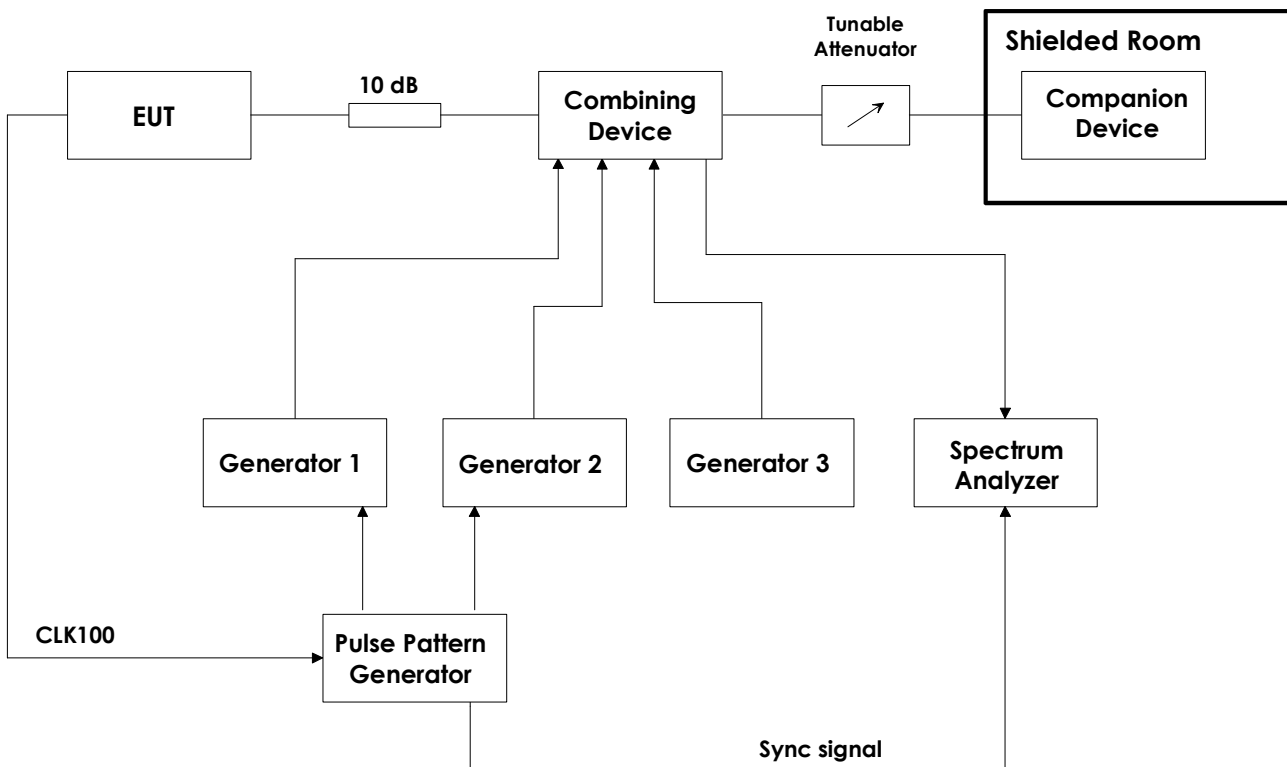 Tunable
Attenuator
Shielded Room
10 dB
EUT
Combining
Device
Companion
Device
Generator 1
Generator 2
Generator 3
Spectrum
Analyzer
CLK100
Pulse Pattern
Generator
Sync signal